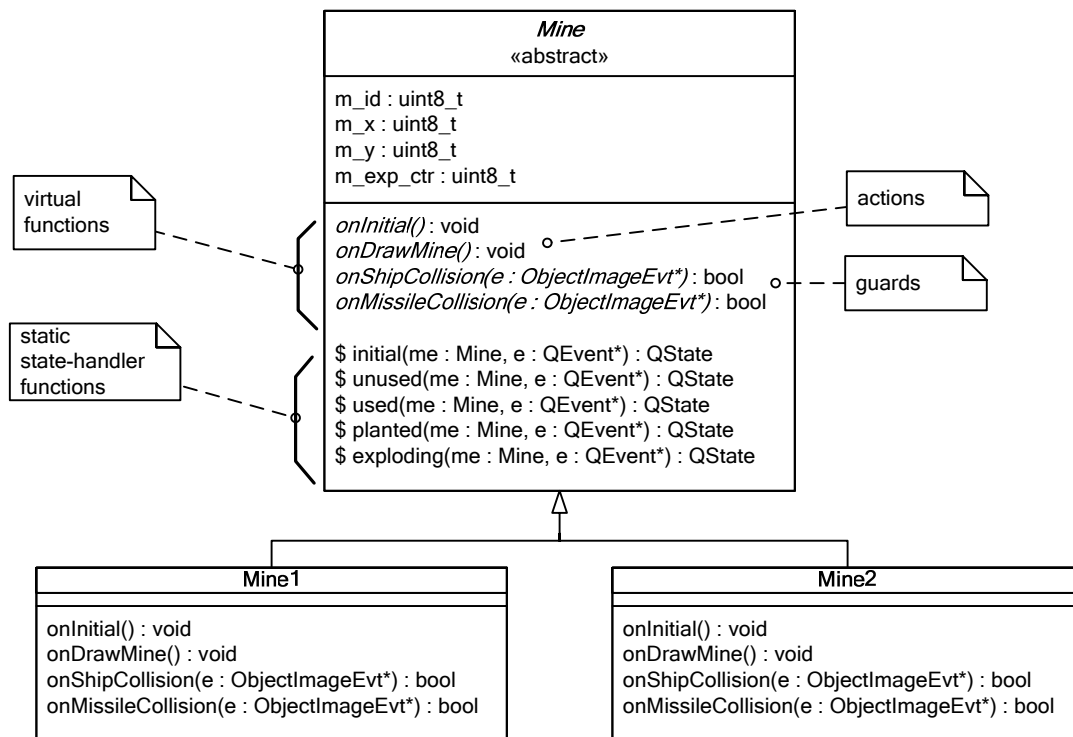 Mine
«abstract»
m_id : uint8_t
m_x : uint8_t
m_y : uint8_t
m_exp_ctr : uint8_t
virtual
functions
actions
onInitial() : void
onDrawMine() : void
onShipCollision(e : ObjectImageEvt*) : bool
onMissileCollision(e : ObjectImageEvt*) : bool
guards
static
state-handler
functions
$ initial(me : Mine, e : QEvent*) : QState
$ unused(me : Mine, e : QEvent*) : QState
$ used(me : Mine, e : QEvent*) : QState
$ planted(me : Mine, e : QEvent*) : QState
$ exploding(me : Mine, e : QEvent*) : QState
Mine1
onInitial() : void
onDrawMine() : void
onShipCollision(e : ObjectImageEvt*) : bool
onMissileCollision(e : ObjectImageEvt*) : bool
Mine2
onInitial() : void
onDrawMine() : void
onShipCollision(e : ObjectImageEvt*) : bool
onMissileCollision(e : ObjectImageEvt*) : bool